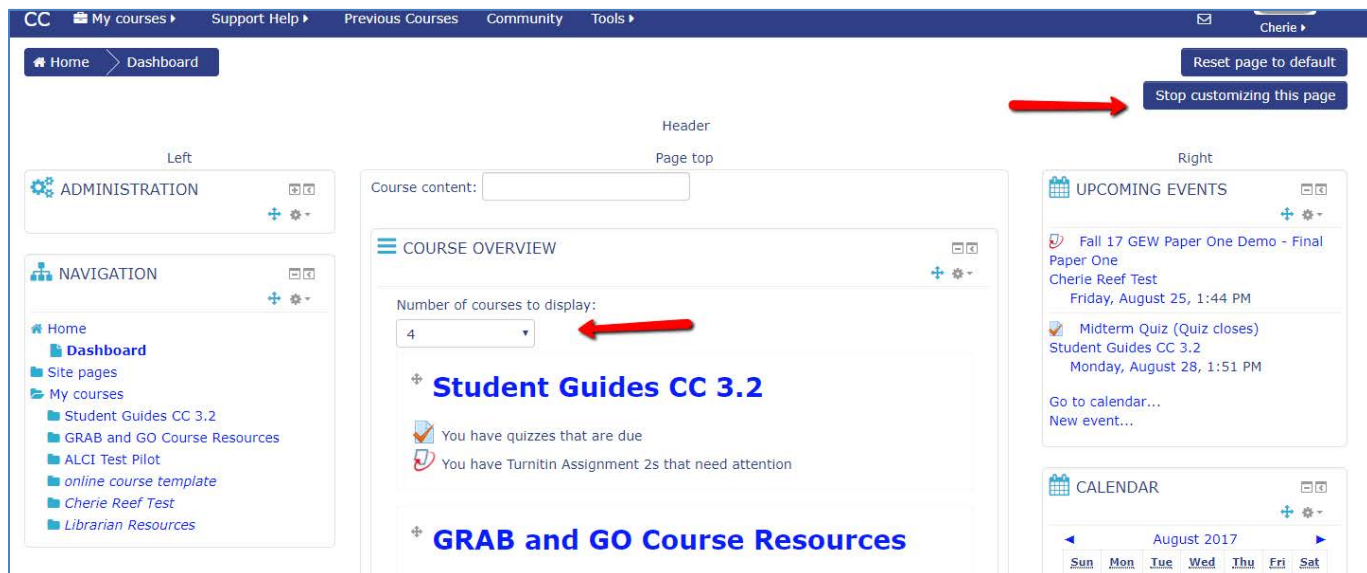 CC My courses Support Help Previous Courses Community Tools
Cherie
Home Dashboard
Reset page to default
Stop customizing this page
Header
Left
Page top
Right
ADMINISTRATION
NAVIGATION
Home
Dashboard
Site pages
My courses
Student Guides CC 3.2
GRAB and GO Course Resources
ALCI Test Pilot
online course template
Cherie Reef Test
Librarian Resources
Course content:
COURSE OVERVIEW
Number of courses to display:
4
Student Guides CC 3.2
You have quizzes that are due
You have Turnitin Assignment 2s that need attention
GRAB and GO Course Resources
UPCOMING EVENTS
Fall 17 GEW Paper One Demo - Final
Paper One
Cherie Reef Test
Friday, August 25, 1:44 PM
Midterm Quiz (Quiz closes)
Student Guides CC 3.2
Monday, August 28, 1:51 PM
Go to calendar...
New event...
CALENDAR
August 2017
Sun Mon Tue Wed Thu Fri Sat